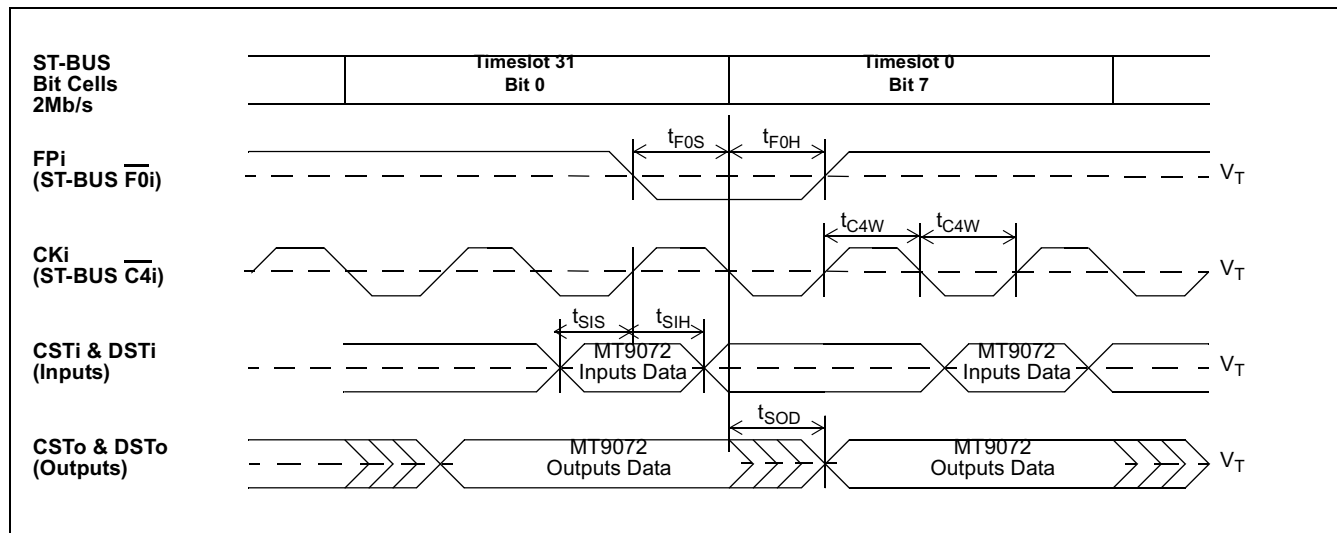 ST-BUS
Bit Cells
2Mb/s
Timeslot 31
Bit 0
Timeslot 0
Bit 7
FPi
(ST-BUS F0i)
tF0S
tF0H
VT
CKi
(ST-BUS C4i)
tC4W
tC4W
VT
CSTi & DSTi
(Inputs)
tSIS
tSIH
MT9072
Inputs Data
MT9072
Inputs Data
VT
CSTo & DSTo
(Outputs)
MT9072
Outputs Data
tSOD
MT9072
Outputs Data
VT